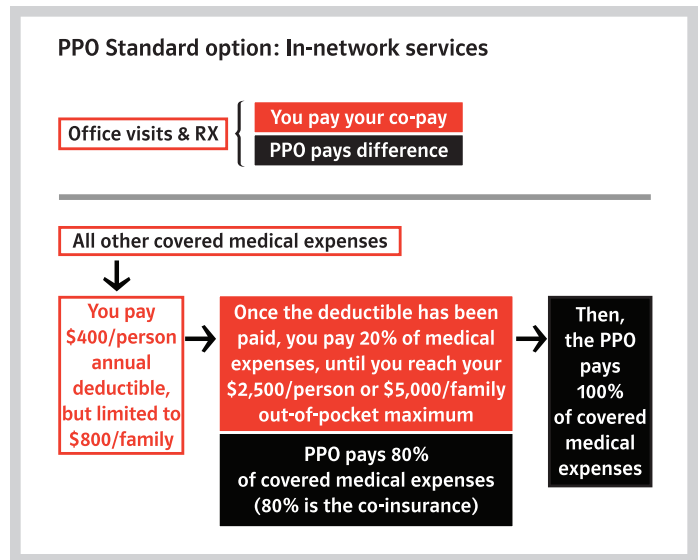 PPO Standard option: In-network services
Office visits & RX
You pay your co-pay
PPO pays difference
All other covered medical expenses
You pay
$400/person
annual
deductible,
but limited to
$800/family
Once the deductible has been
paid, you pay 20% of medical
expenses, until you reach your
$2,500/person or $5,000/family
out-of-pocket maximum
PPO pays 80%
of covered medical expenses
(80% is the co-insurance)
Then,
the PPO
pays
100%
of covered
medical
expenses